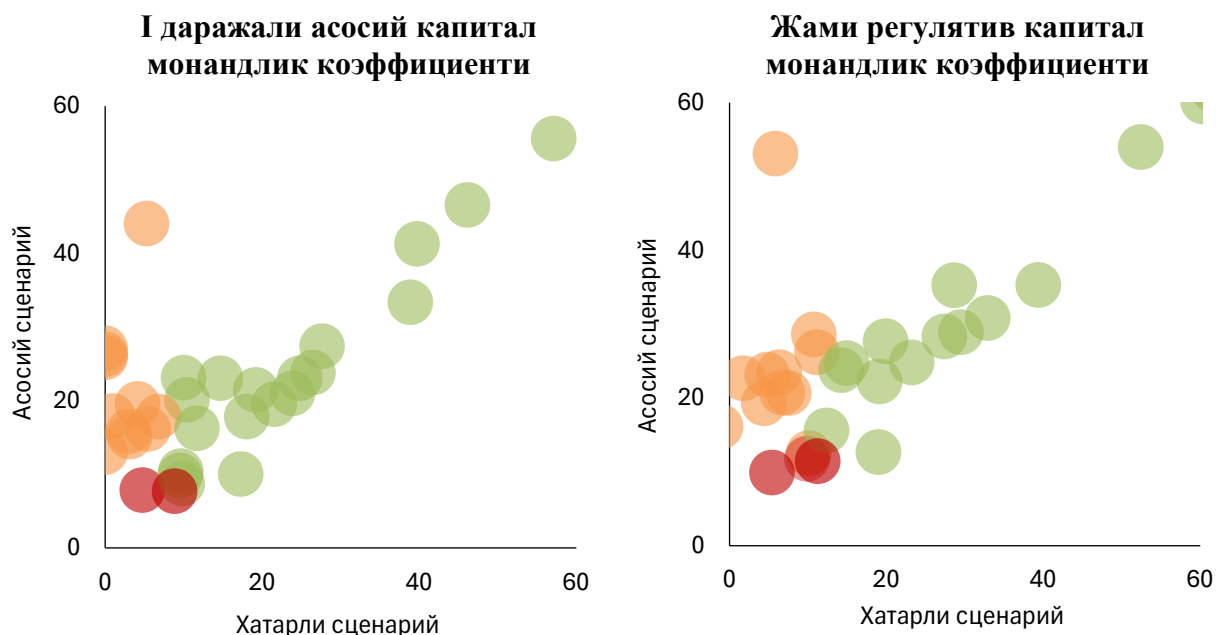 I даражали асосий капитал
монандлик коэффициенти
60
40
20
0
Асосий сценарий
0
20
40
60
Хатарли сценарий
Жами регулятив капитал
монандлик коэффициенти
60
40
20
0
Асосий сценарий
0
20
40
60
Хатарли сценарий